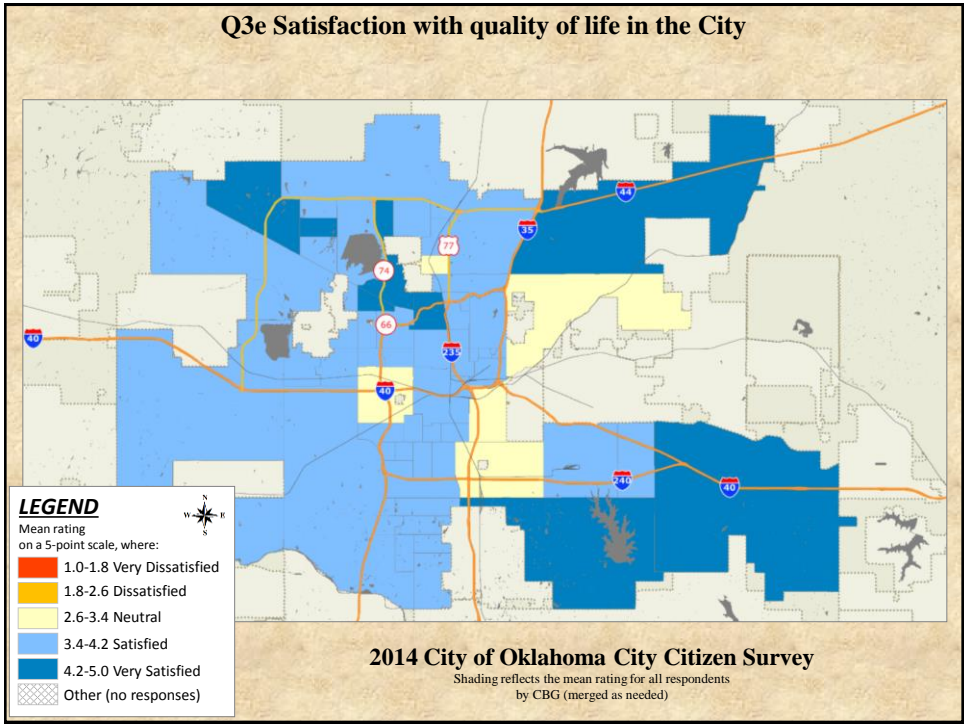 Q3e Satisfaction with quality of life in the City
44
35
77
74
66
40
235
40
240
40
LEGEND
Mean rating
on a 5-point scale, where:
N
W
E
S
1.0-1.8 Very Dissatisfied
1.8-2.6 Dissatisfied
2.6-3.4 Neutral
3.4-4.2 Satisfied
4.2-5.0 Very Satisfied
Other (no responses)
2014 City of Oklahoma City Citizen Survey
Shading reflects the mean rating for all respondents
by CBG (merged as needed)